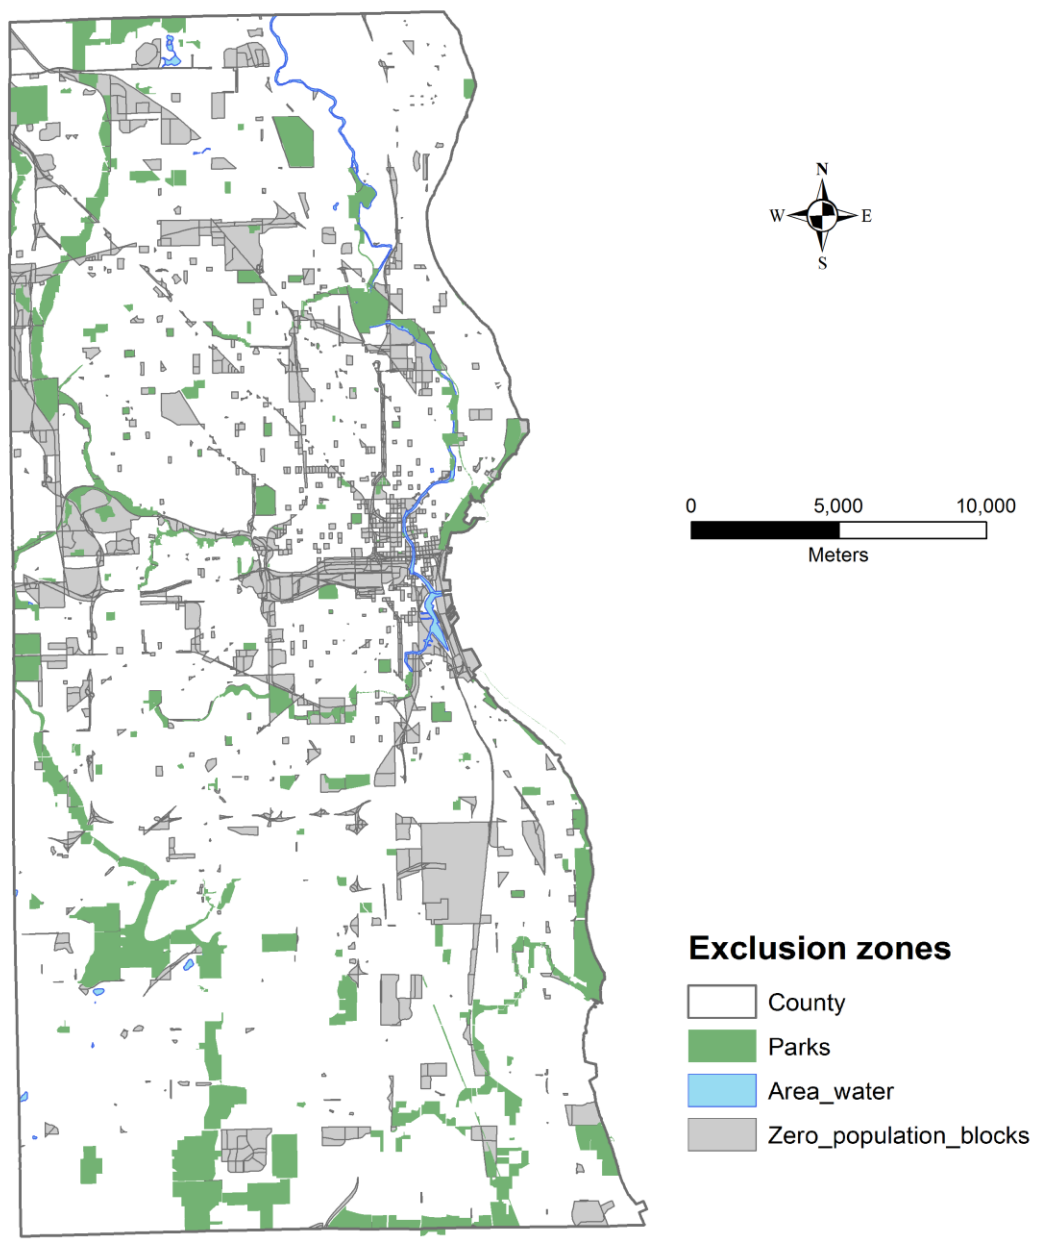 N
W E
S
0 5,000 10,000
Meters
Exclusion zones
County
Parks
Area_water
Zero_population_blocks